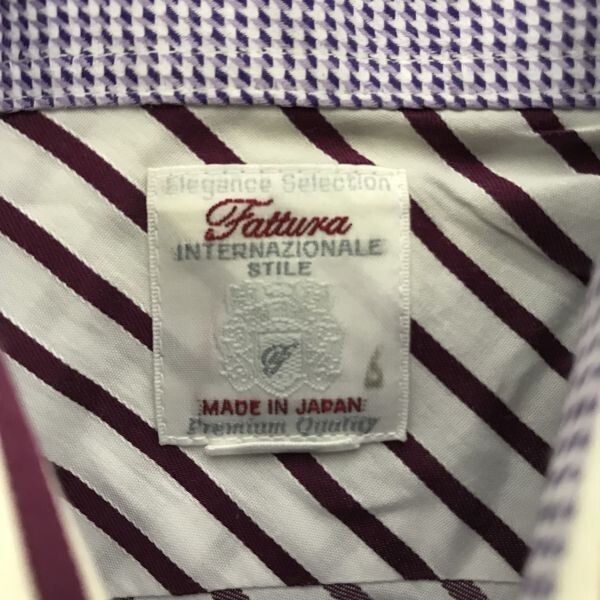 Elegance Selection
Fattura
INTERNAZIONALE
STILE
MADE IN JAPAN
Premium Quality